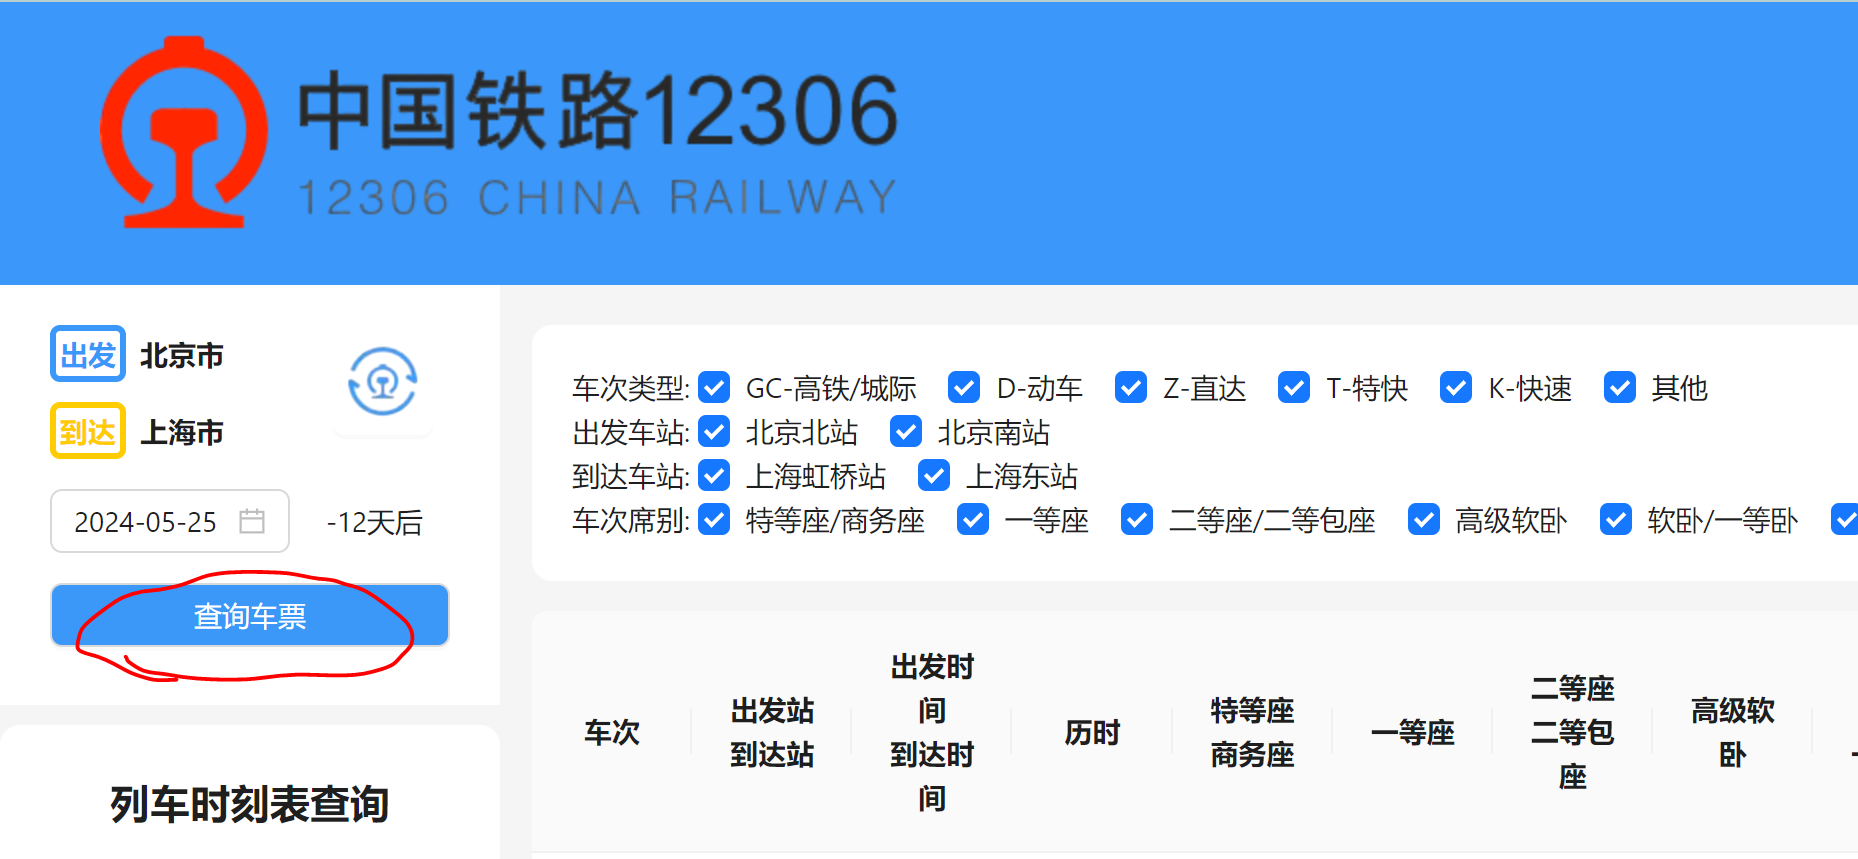 中国铁路12306
12306 CHINA RAILWAY
出发 北京市
到达 上海市
2024-05-25 -12天后
查询车票
列车时刻表查询
车次类型: GC-高铁/城际 D-动车 Z-直达 T-特快 K-快速 其他
出发车站: 北京北站 北京南站
到达车站: 上海虹桥站 上海东站
车次席别: 特等座/商务座 一等座 二等座/二等包座 高级软卧 软卧/一等卧
车次
出发站
到达站
出发时
间
到达时
间
历时
特等座
商务座
一等座
二等座
二等包
座
高级软
卧